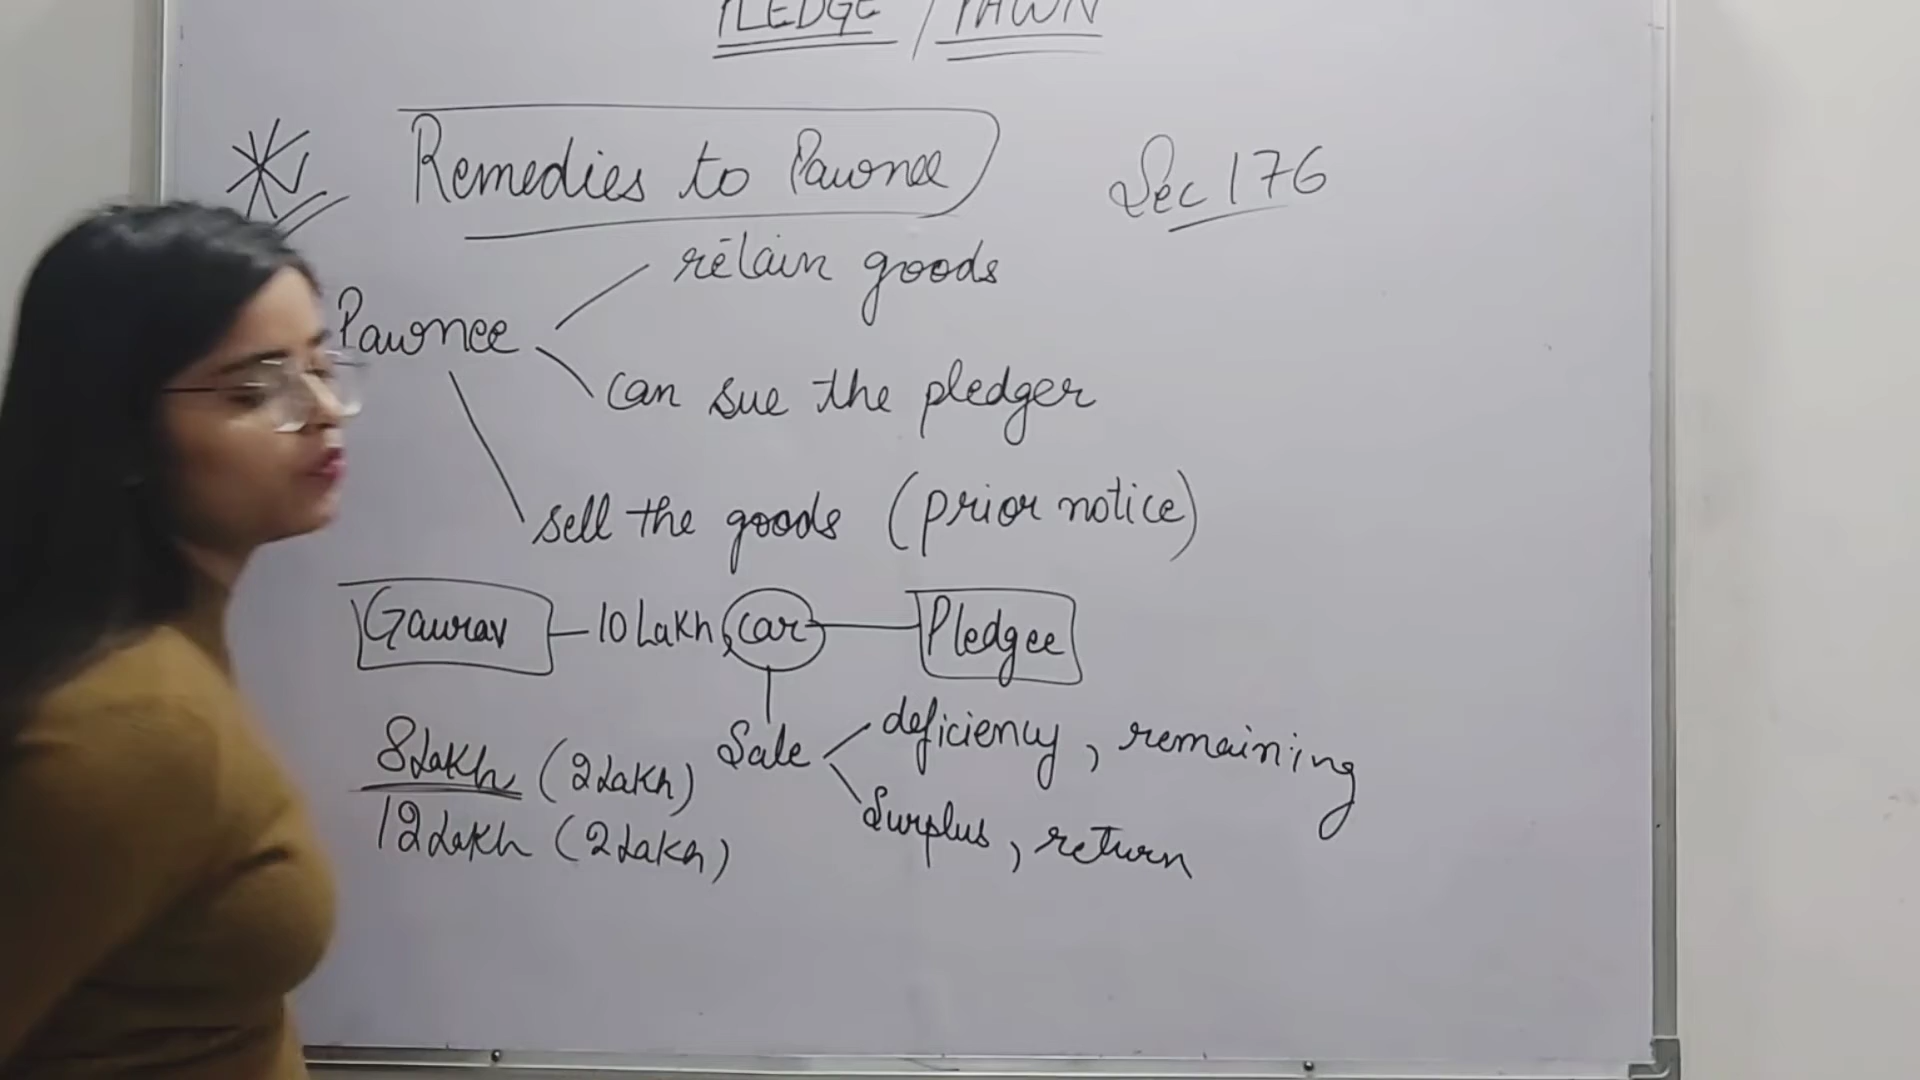 PLEDGE / PAWN
Remedies to Pawnee Sec 176
retain goods
Pawnee
can sue the pledger
sell the goods (prior notice)
Gaurav - 10 Lakh, car Pledgee
Sale
deficiency, remaining
Surplus, return
8 Lakh (2 Lakh)
12 Lakh (2 Lakh)